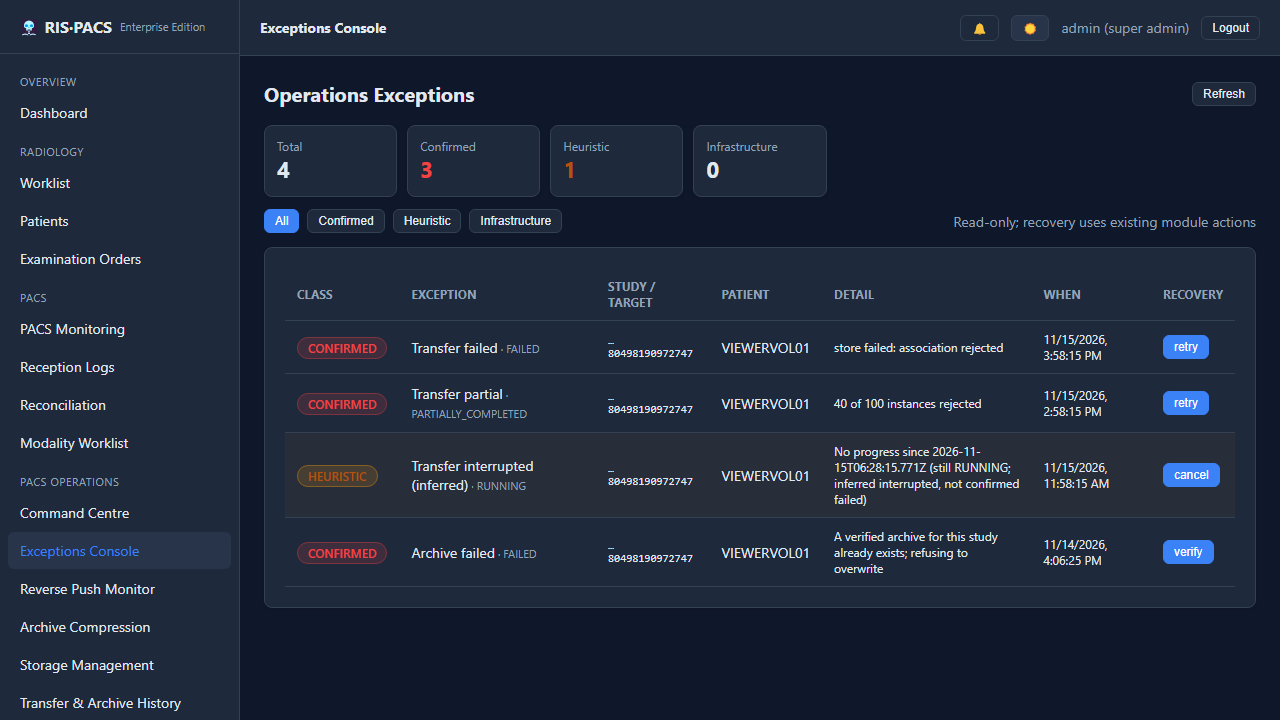 RIS·PACS Enterprise Edition
Exceptions Console
admin (super admin)
Logout
OVERVIEW
Dashboard
RADIOLOGY
Worklist
Patients
Examination Orders
PACS
PACS Monitoring
Reception Logs
Reconciliation
Modality Worklist
PACS OPERATIONS
Command Centre
Exceptions Console
Reverse Push Monitor
Archive Compression
Storage Management
Transfer & Archive History
Operations Exceptions
Refresh
Total
4
Confirmed
3
Heuristic
1
Infrastructure
0
All
Confirmed
Heuristic
Infrastructure
Read-only; recovery uses existing module actions
CLASS
EXCEPTION
STUDY /
TARGET
PATIENT
DETAIL
WHEN
RECOVERY
CONFIRMED
Transfer failed · FAILED
…80498190972747
VIEWERVOL01
store failed: association rejected
11/15/2026,
3:58:15 PM
retry
CONFIRMED
Transfer partial ·
PARTIALLY_COMPLETED
…80498190972747
VIEWERVOL01
40 of 100 instances rejected
11/15/2026,
2:58:15 PM
retry
HEURISTIC
Transfer interrupted
(inferred) · RUNNING
…80498190972747
VIEWERVOL01
No progress since 2026-11-
15T06:28:15.771Z (still RUNNING;
inferred interrupted, not confirmed
failed)
11/15/2026,
11:58:15 AM
cancel
CONFIRMED
Archive failed · FAILED
…80498190972747
VIEWERVOL01
A verified archive for this study
already exists; refusing to
overwrite
11/14/2026,
4:06:25 PM
verify